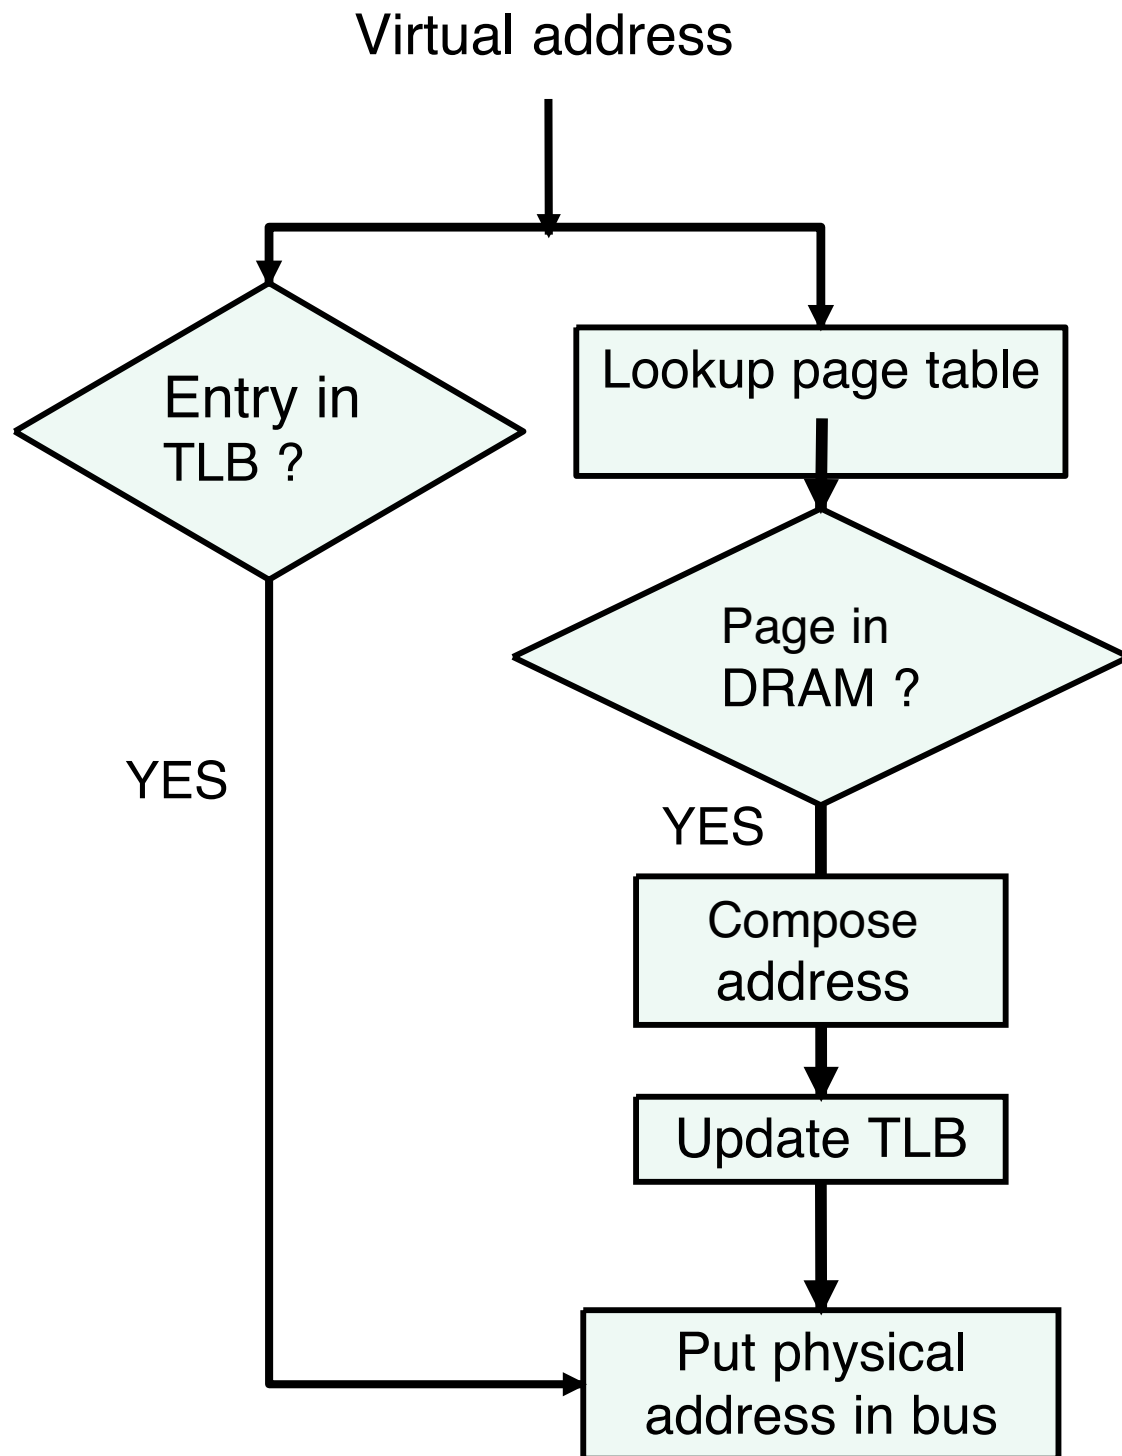 Virtual address
Entry in
TLB ?
Lookup page table
Page in
DRAM ?
YES
YES
Compose
address
Update TLB
Put physical
address in bus